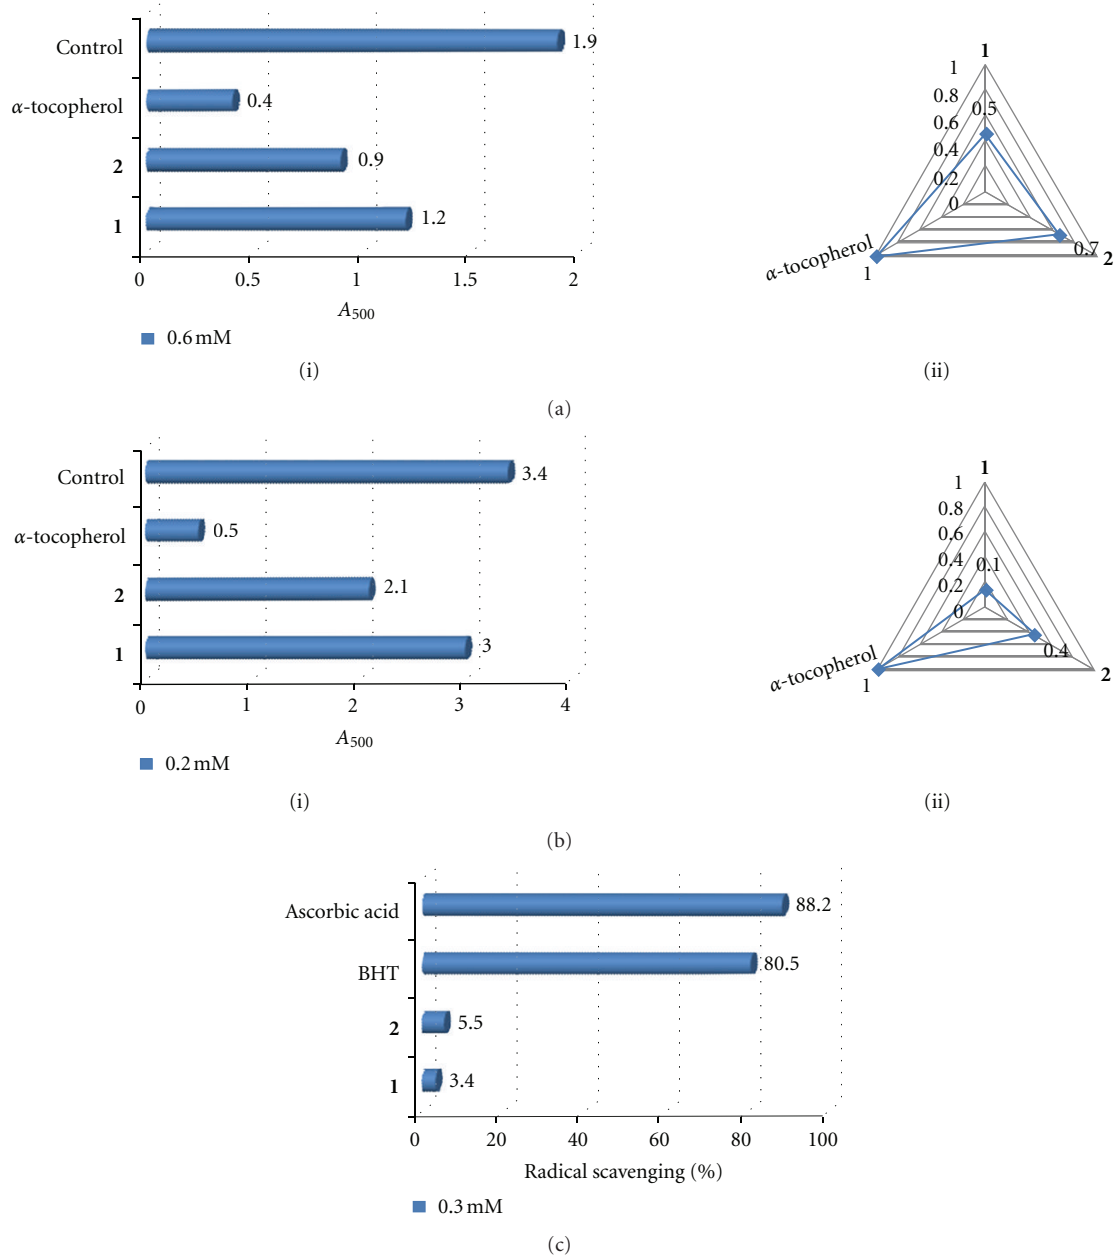 Control
1.9
α-tocopherol
0.4
2
0.9
1
1.2
0 0.5 1 1.5 2
A500
0.6 mM
(i)
1
1
0.8
0.5
0.6
0.4
0.2
0
α-tocopherol
1
0.7
2
(ii)
(a)
Control
3.4
α-tocopherol
0.5
2
2.1
1
3
0 1 2 3 4
A500
0.2 mM
(i)
1
1
0.8
0.6
0.4
0.1
0.2
0
α-tocopherol
1
0.4
2
(ii)
(b)
Ascorbic acid
88.2
BHT
80.5
2
5.5
1
3.4
0 20 40 60 80 100
Radical scavenging (%)
0.3 mM
(c)